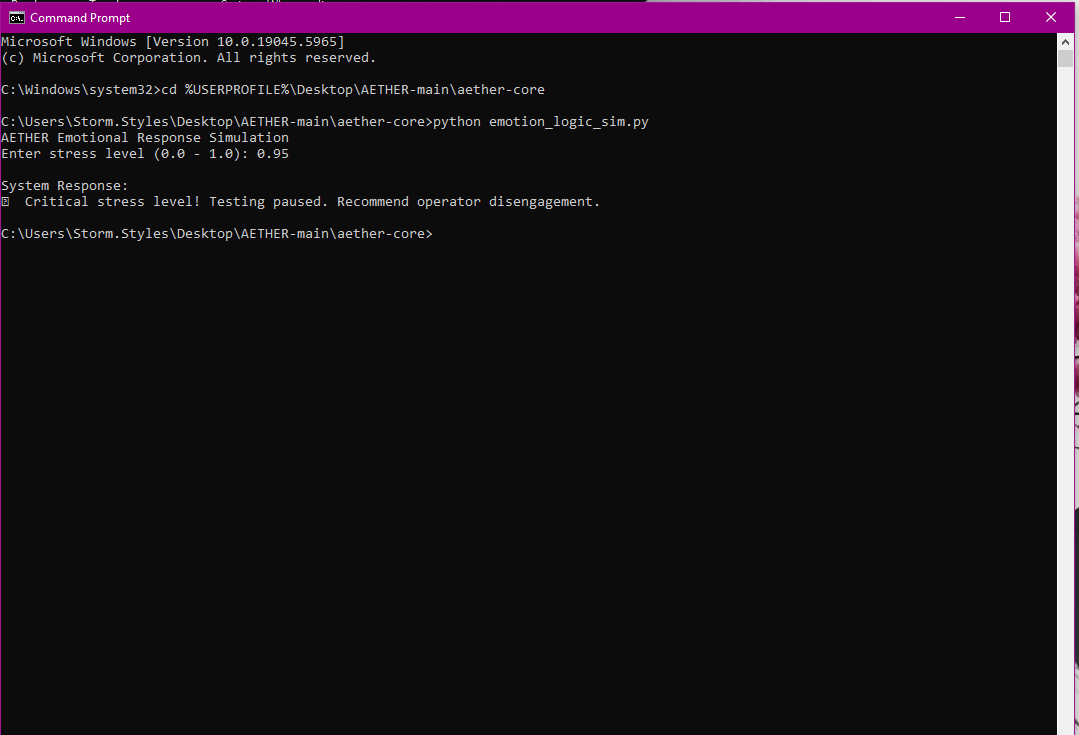 Command Prompt
Microsoft Windows [Version 10.0.19045.5965]
(c) Microsoft Corporation. All rights reserved.
C:\Windows\system32>cd %USERPROFILE%\Desktop\AETHER-main\aether-core
C:\Users\Storm.Styles\Desktop\AETHER-main\aether-core>python emotion_logic_sim.py
AETHER Emotional Response Simulation
Enter stress level (0.0 - 1.0): 0.95
System Response:
Critical stress level! Testing paused. Recommend operator disengagement.
C:\Users\Storm.Styles\Desktop\AETHER-main\aether-core>